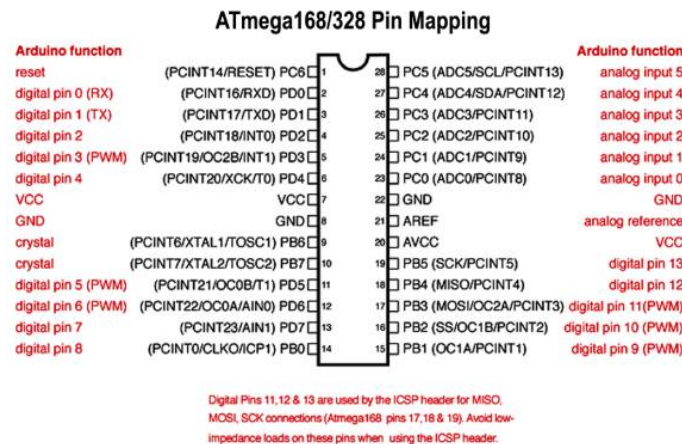 ATmega168/328 Pin Mapping
Arduino function Arduino function
reset (PCINT14/RESET) PC6 1 28 PC5 (ADC5/SCL/PCINT13) analog input 5
digital pin 0 (RX) (PCINT16/RXD) PD0 2 27 PC4 (ADC4/SDA/PCINT12) analog input 4
digital pin 1 (TX) (PCINT17/TXD) PD1 3 26 PC3 (ADC3/PCINT11) analog input 3
digital pin 2 (PCINT18/INT0) PD2 4 25 PC2 (ADC2/PCINT10) analog input 2
digital pin 3 (PWM) (PCINT19/OC2B/INT1) PD3 5 24 PC1 (ADC1/PCINT9) analog input 1
digital pin 4 (PCINT20/XCK/T0) PD4 6 23 PC0 (ADC0/PCINT8) analog input 0
VCC VCC 7 22 GND GND
GND GND 8 21 AREF analog reference
crystal (PCINT6/XTAL1/TOSC1) PB6 9 20 AVCC VCC
crystal (PCINT7/XTAL2/TOSC2) PB7 10 19 PB5 (SCK/PCINT5) digital pin 13
digital pin 5 (PWM) (PCINT21/OC0B/T1) PD5 11 18 PB4 (MISO/PCINT4) digital pin 12
digital pin 6 (PWM) (PCINT22/OC0A/AIN0) PD6 12 17 PB3 (MOSI/OC2A/PCINT3) digital pin 11(PWM)
digital pin 7 (PCINT23/AIN1) PD7 13 16 PB2 (SS/OC1B/PCINT2) digital pin 10 (PWM)
digital pin 8 (PCINT0/CLKO/ICP1) PB0 14 15 PB1 (OC1A/PCINT1) digital pin 9 (PWM)
Digital Pins 11,12 & 13 are used by the ICSP header for MISO,
MOSI, SCK connections (Atmega168 pins 17,18 & 19). Avoid low-
impedance loads on these pins when using the ICSP header.